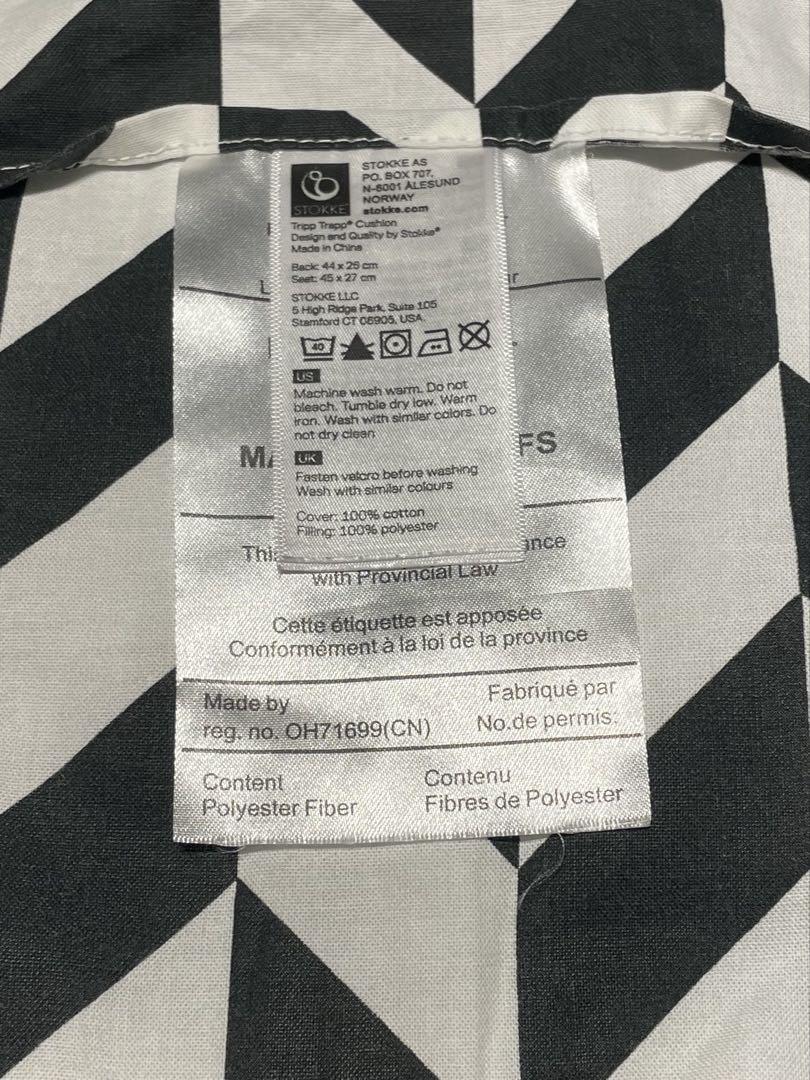 STOKKE
STOKKE AS
PO. BOX 707,
N-6001 ÅLESUND
NORWAY
stokke.com
Tripp Trapp® Cushion
Design and Quality by Stokke®
Made in China
Back: 44 x 25 cm
Seat: 45 x 27 cm
STOKKE LLC
5 High Ridge Park, Suite 105
Stamford CT 06905, USA
40
US
Machine wash warm. Do not
bleach. Tumble dry low. Warm
iron. Wash with similar colors. Do
not dry clean
UK
Fasten velcro before washing
Wash with similar colours
Cover: 100% cotton
Filling: 100% polyester
with Provincial Law
Cette étiquette est apposée
Conformément à la loi de la province
Made by Fabriqué par
reg. no. OH71699(CN) No.de permis:
Content Contenu
Polyester Fiber Fibres de Polyester